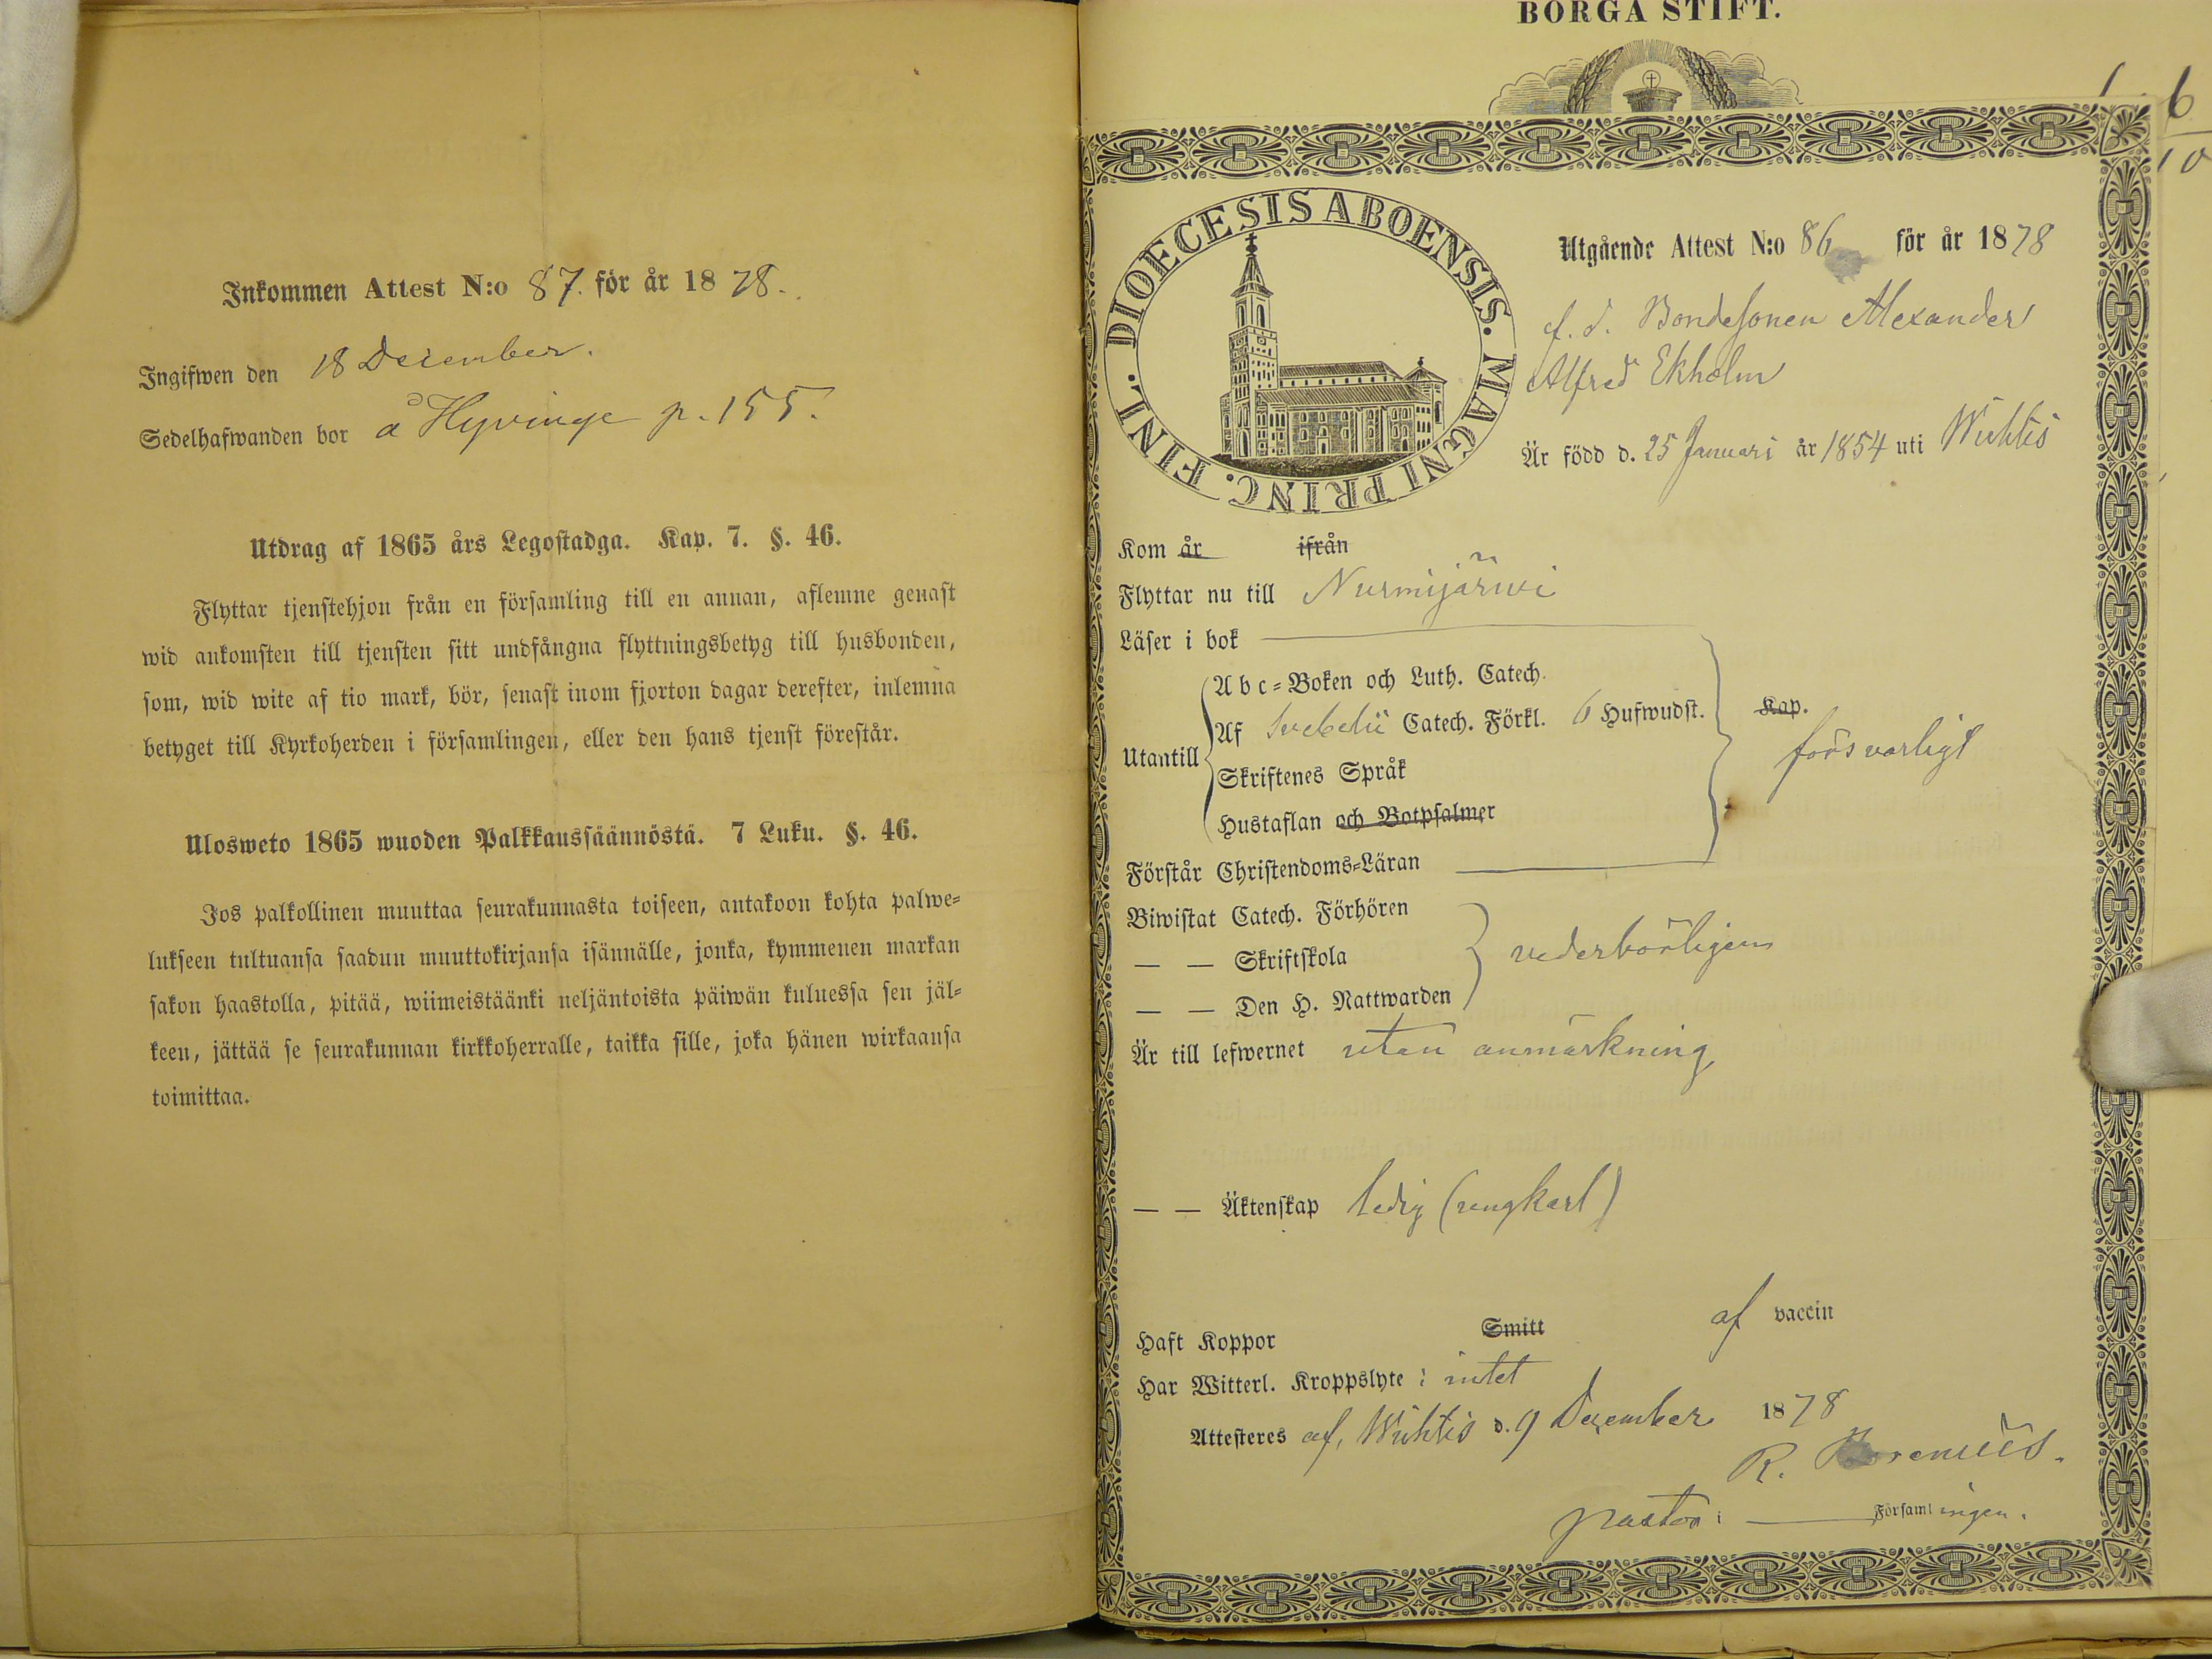 Inkommen Attest N:o 87. för år 1878.
Ingifwen den 18 December.
Sedelhafwanden bor å Hyvinge p. 155.
Utdrag af 1865 års Legostadga. Kap. 7. §. 46.
Flyttar tjenstehjon från en församling till en annan, aflemne genast
wid ankomsten till tjensten sitt undfångna flyttningsbetyg till husbonden,
som, wid wite af tio mark, bör, senast inom fjorton dagar derefter, inlemna
betyget till Kyrkoherden i församlingen, eller den hans tjenst förestår.
Ulosweto 1865 wuoden Palkkaussäännöstä. 7 Luku. §. 46.
Jos palkollinen muuttaa seurakunnasta toiseen, antakoon kohta palwe-
lukseen tultuansa saadun muuttokirjansa isännälle, jonka, kymmenen markan
sakon haastolla, pitää, wiimeistäänki neljäntoista päiwän kuluessa sen jäl-
keen, jättää se seurakunnan kirkkoherralle, taikka sille, joka hänen wirkaansa
toimittaa.
BORGA STIFT.
6
10
DIOECESIS ABOENSIS. MAGNI PRINC. FINL.
Utgående Attest N:o 86 för år 1878
f. d. Bondesonen Alexander
Alfred Ekholm
Är född d. 25 Januari år 1854 uti Wichtis
Kom år ifrån
Flyttar nu till Nurmijärwi
Läser i bok
Utantill
Abc-Boken och Luth. Catech.
Af Svebelii Catech. Förkl. 6 Hufwudst.
Skriftenes Språk
Hustaflan och Botpsalmer
Kap.
försvarligt
Förstår Christendoms-Läran
Biwistat Catech. Förhören
— — Skriftskola
— — Den H. Nattwarden
vederbörligen
Är till lefwernet utan anmärkning
— — Äktenskap ledig (ungkarl)
Haft Koppor Smitt af vaccin
Har Witterl. Kroppslyte: intet
Attesteres af, Wichtis d. 9 December 1878
R.
pastor i Församlingen.